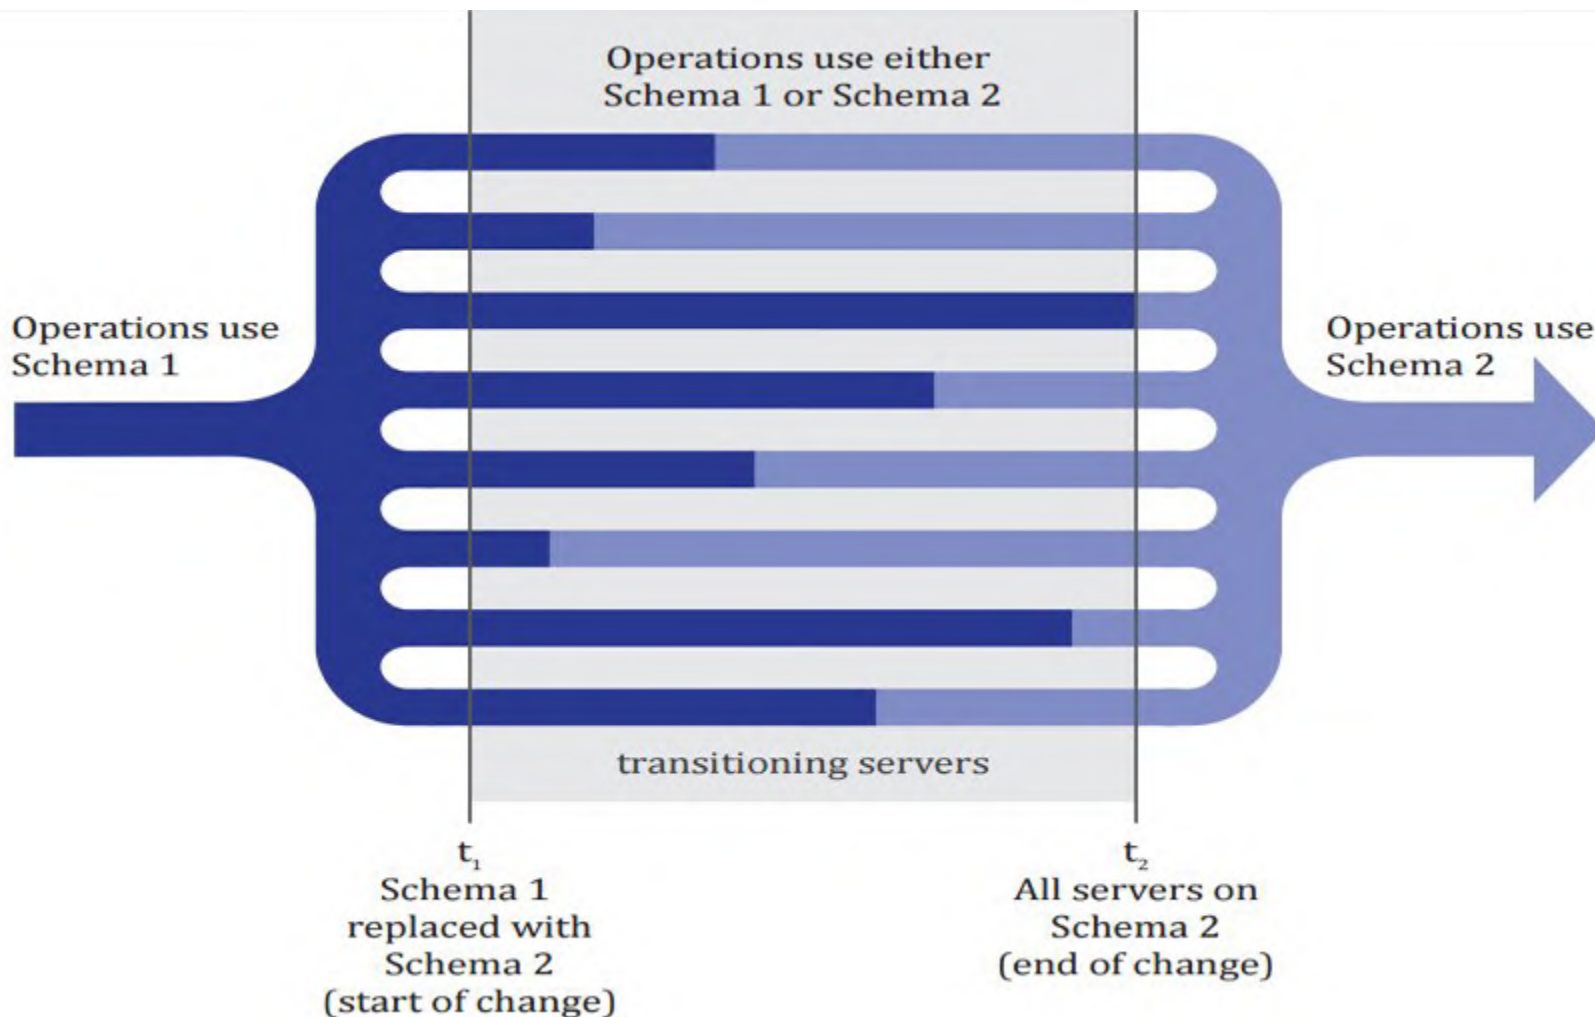 Operations use either
Schema 1 or Schema 2
Operations use
Schema 1
Operations use
Schema 2
transitioning servers
t₁
Schema 1
replaced with
Schema 2
(start of change)
t₂
All servers on
Schema 2
(end of change)